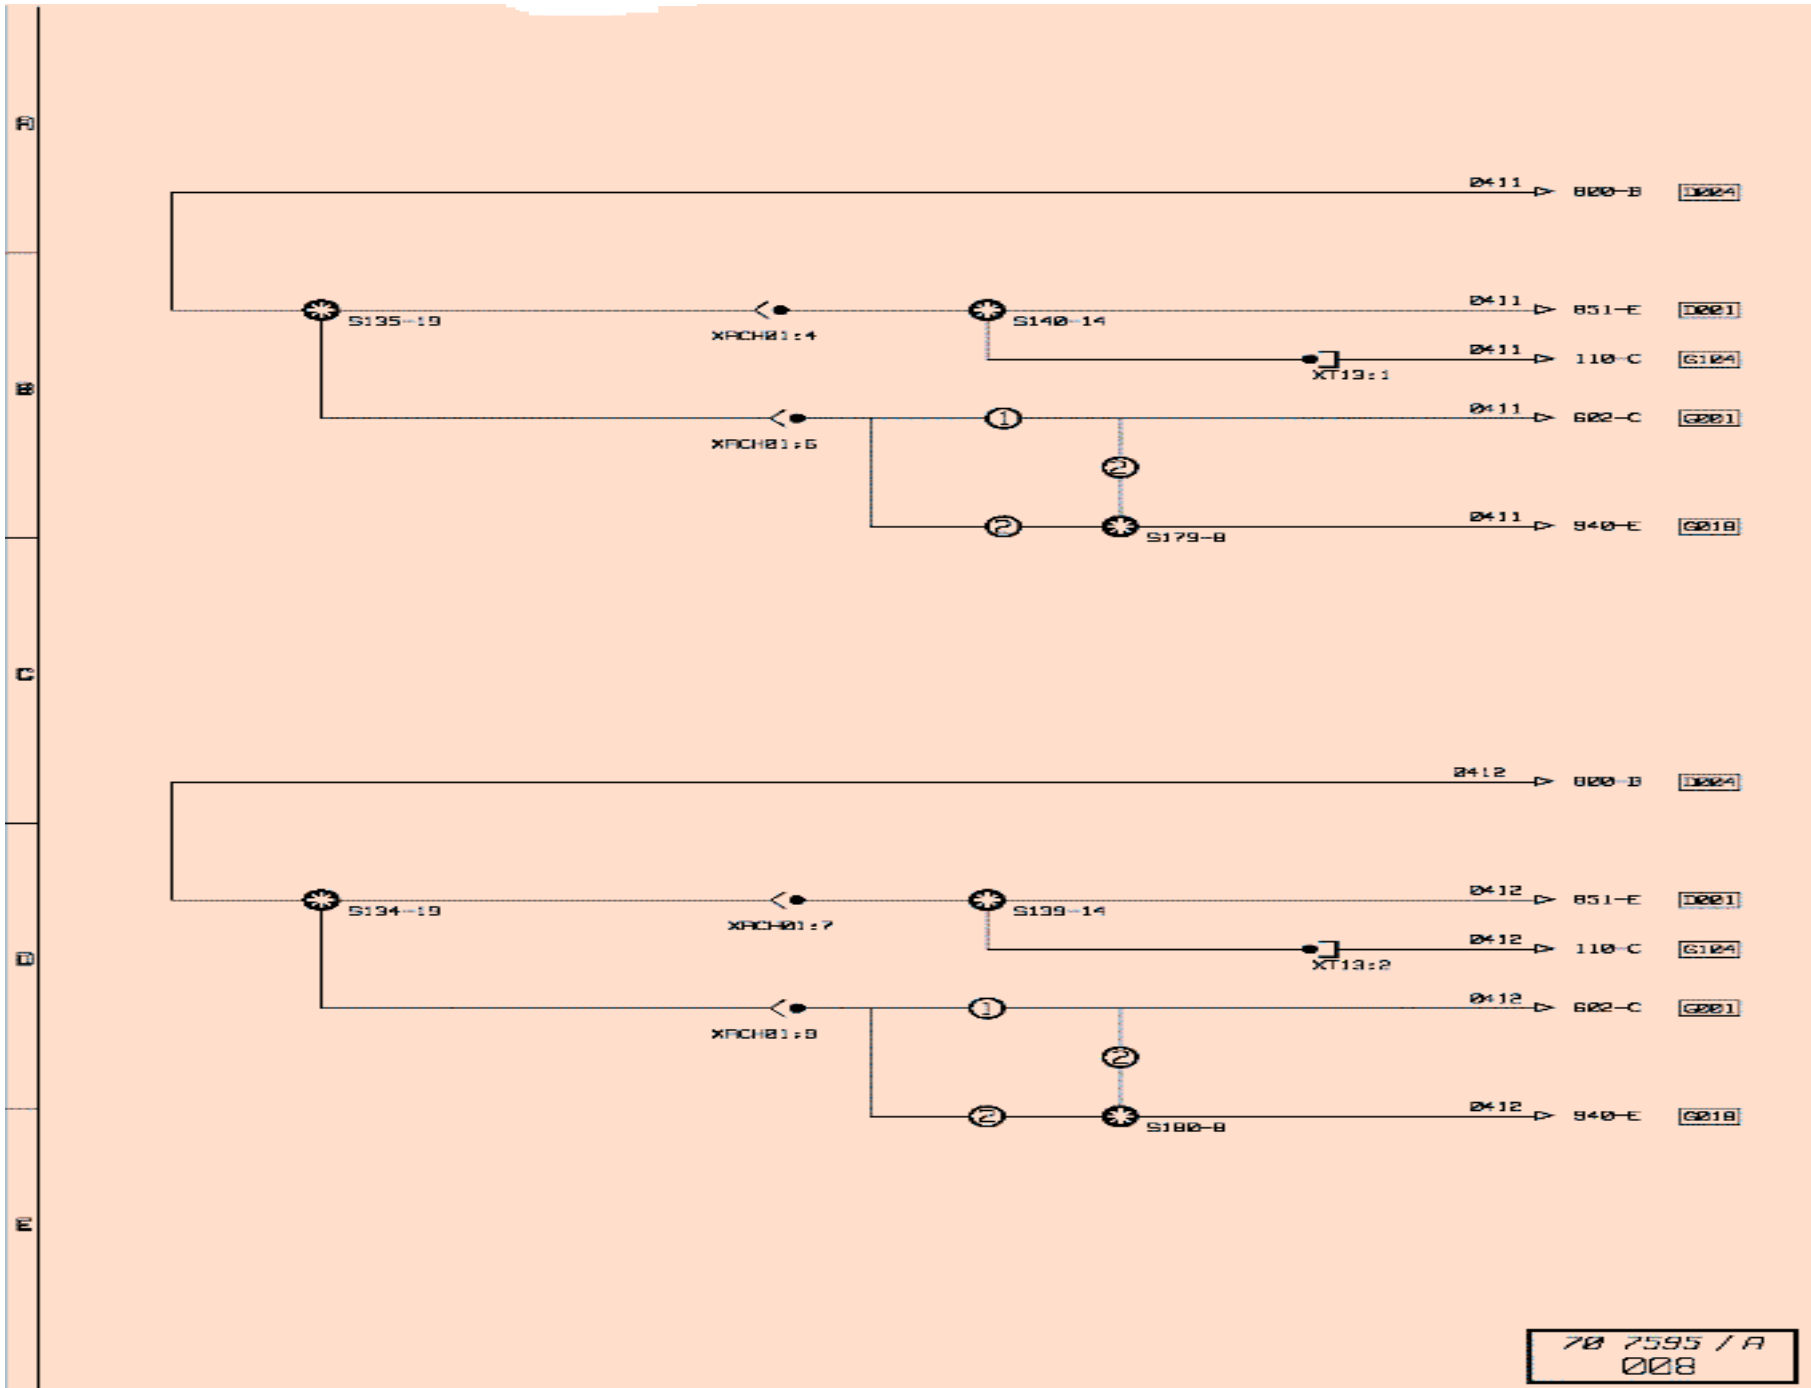 A
0411 800-B D004
0411 851-E D001
S135-19 XACH01:4 S140-14
0411 110-C G104
XT13:1
B
1 0411 602-C G001
XACH01:6
2
2 0411 940-E G018
S179-8
C
0412 800-B D004
0412 851-E D001
S134-19 XACH01:7 S139-14
0412 110-C G104
D XT13:2
1 0412 602-C G001
XACH01:9
2
2 0412 940-E G018
S180-8
E
70 7595 / A
008